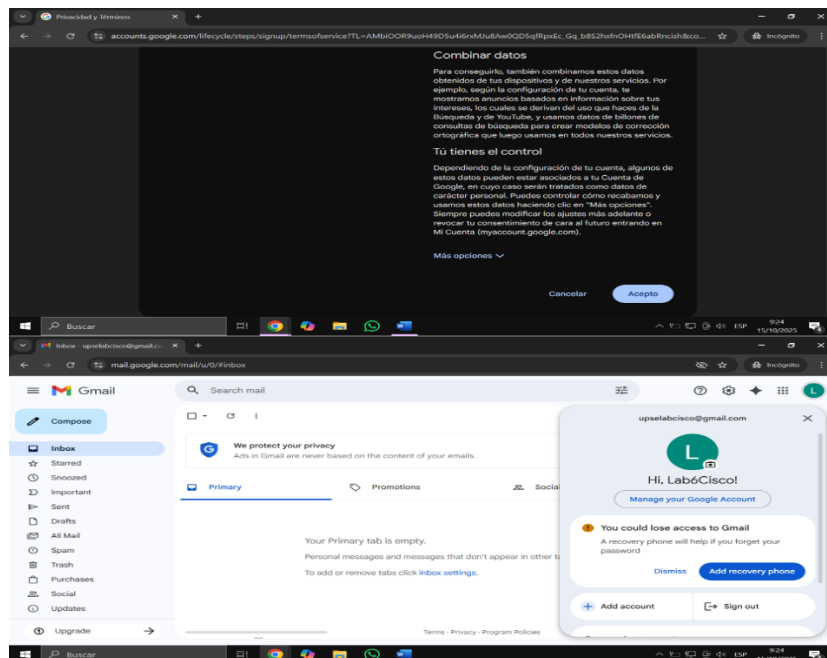 Privacidad y Términos
accounts.google.com/lifecycle/steps/signup/termsofservice?TL=
Incógnito
Combinar datos
Para conseguirlo, también combinamos estos datos
obtenidos de tus dispositivos y de nuestros servicios. Por
ejemplo, según la configuración de tu cuenta, te
mostramos anuncios basados en información sobre tus
intereses, los cuales se derivan del uso que haces de la
Búsqueda y de YouTube, y usamos datos de billones de
consultas de búsqueda para crear modelos de corrección
ortográfica que luego usamos en todos nuestros servicios.
Tú tienes el control
Dependiendo de la configuración de tu cuenta, algunos de
estos datos pueden estar asociados a tu Cuenta de
Google, en cuyo caso serán tratados como datos de
carácter personal. Puedes controlar cómo recabamos y
usamos estos datos haciendo clic en "Más opciones".
Siempre puedes modificar los ajustes más adelante o
revocar tu consentimiento de cara al futuro entrando en
Mi Cuenta (myaccount.google.com).
Más opciones
Cancelar Acepto
Buscar ESP 9:24
15/10/2025
Inbox - upselabcisco@gmail.co
mail.google.com/mail/u/0/#inbox Incógnito
Gmail Search mail L
Compose
Inbox
Starred
Snoozed
Important
Sent
Drafts
All Mail
Spam
Trash
Purchases
Social
Updates
Upgrade
We protect your privacy
Ads in Gmail are never based on the content of your emails.
Primary Promotions Social
Your Primary tab is empty.
Personal messages and messages that don't appear in other
To add or remove tabs click inbox settings.
Terms · Privacy · Program Policies
upselabcisco@gmail.com
L
Hi, Lab6Cisco!
Manage your Google Account
You could lose access to Gmail
A recovery phone will help if you forget your
password
Dismiss Add recovery phone
Add account Sign out
Buscar ESP 9:24